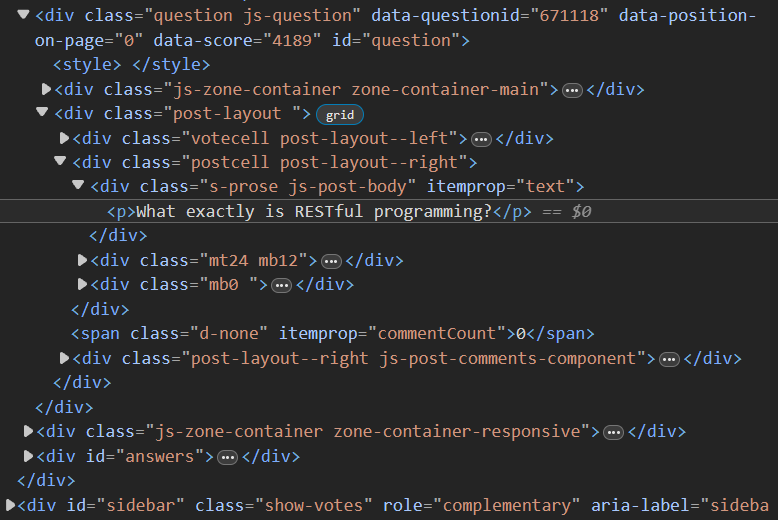 <div class="question js-question" data-questionid="671118" data-position-
on-page="0" data-score="4189" id="question">
<style> </style>
<div class="js-zone-container zone-container-main">…</div>
<div class="post-layout "> grid
<div class="votecell post-layout--left">…</div>
<div class="postcell post-layout--right">
<div class="s-prose js-post-body" itemprop="text">
<p>What exactly is RESTful programming?</p> == $0
</div>
<div class="mt24 mb12">…</div>
<div class="mb0 ">…</div>
</div>
<span class="d-none" itemprop="commentCount">0</span>
<div class="post-layout--right js-post-comments-component">…</div>
</div>
</div>
<div class="js-zone-container zone-container-responsive">…</div>
<div id="answers">…</div>
</div>
<div id="sidebar" class="show-votes" role="complementary" aria-label="sideba